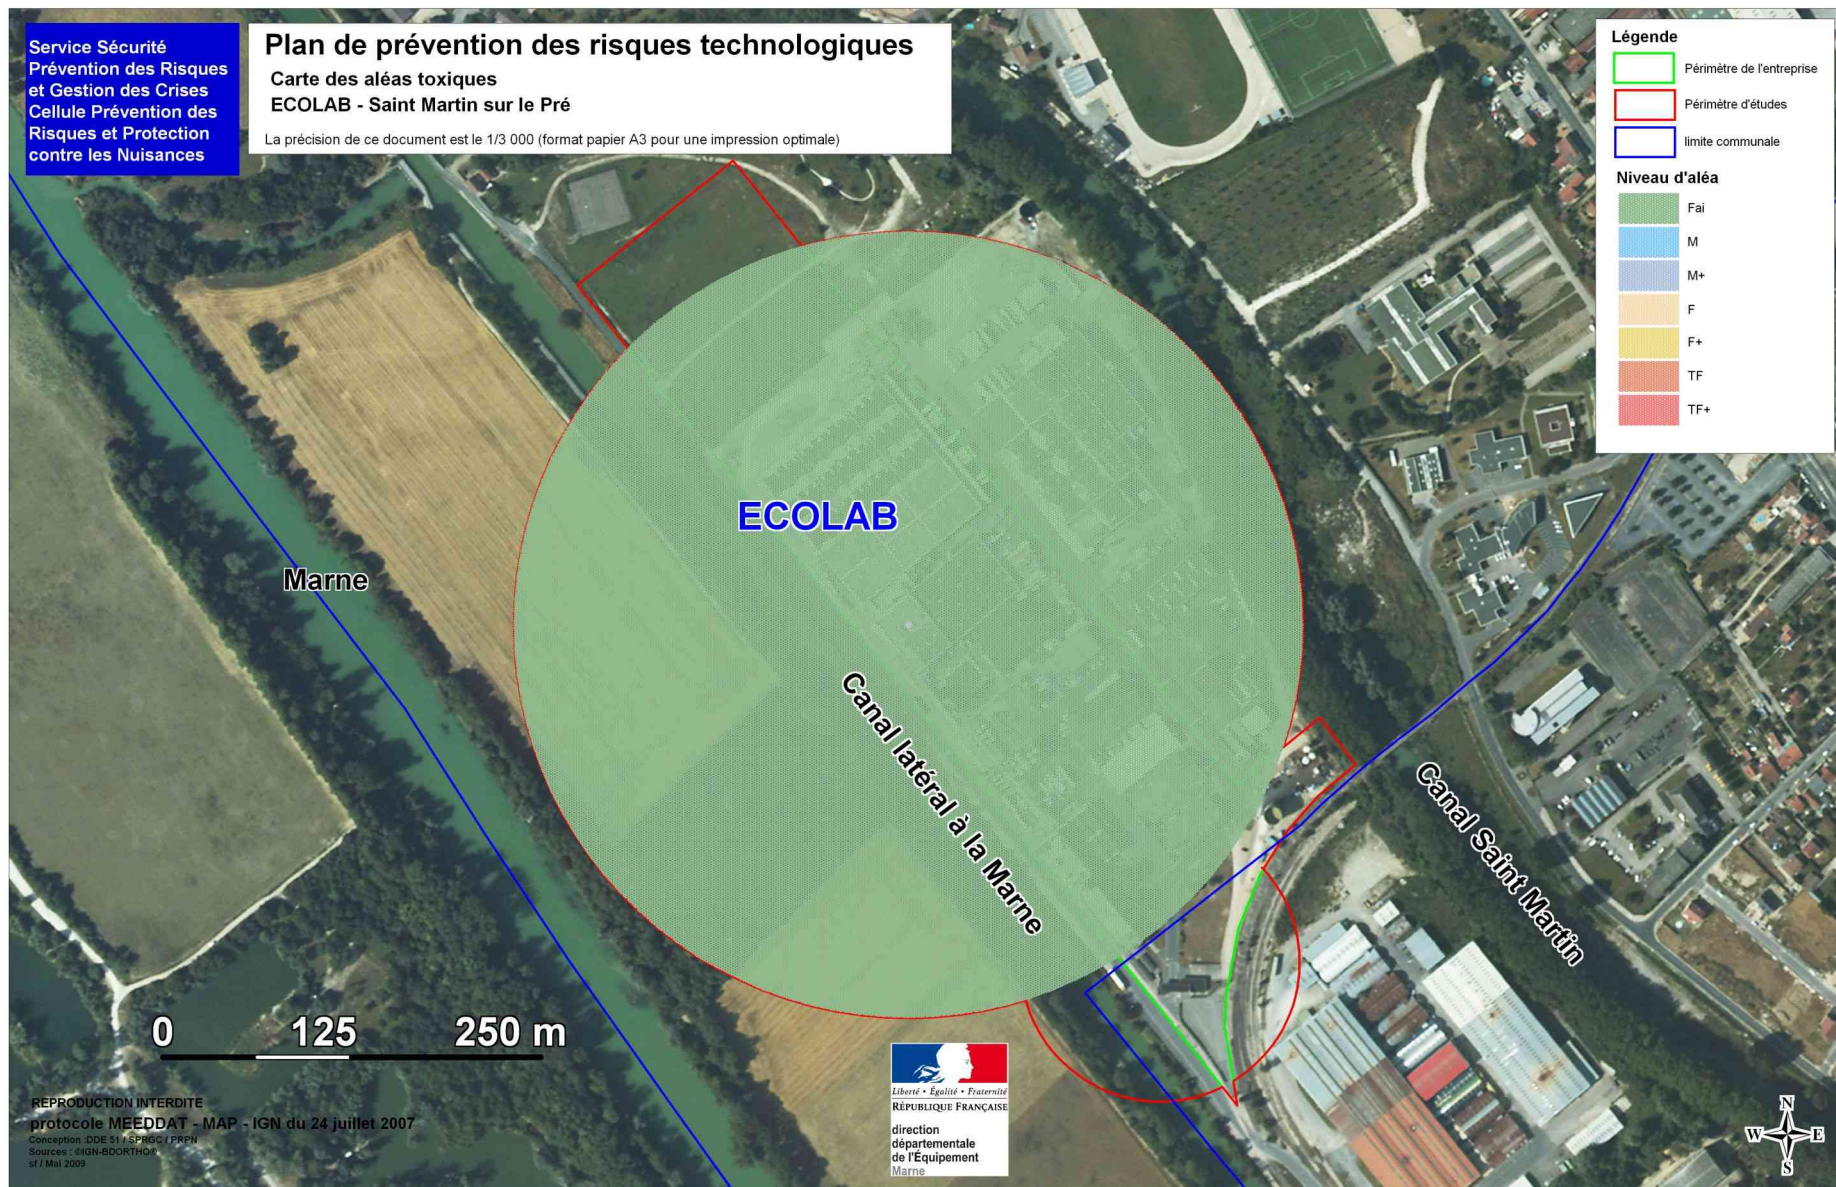 Service Sécurité
Prévention des Risques
et Gestion des Crises
Cellule Prévention des
Risques et Protection
contre les Nuisances
Plan de prévention des risques technologiques
Carte des aléas toxiques
ECOLAB - Saint Martin sur le Pré
La précision de ce document est le 1/3 000 (format papier A3 pour une impression optimale)
Légende
Périmètre de l'entreprise
Périmètre d'études
limite communale
Niveau d'aléa
Fai
M
M+
F
F+
TF
TF+
ECOLAB
Marne
Canal latéral à la Marne
Canal Saint Martin
0 125 250 m
REPRODUCTION INTERDITE
protocole MEEDDAT - MAP - IGN du 24 juillet 2007
Conception :DDE 51 / SPRGC / PRPN
Sources : ©IGN-BDORTHO®
sf / Mai 2009
Liberté • Égalité • Fraternité
RÉPUBLIQUE FRANÇAISE
direction
départementale
de l'Équipement
Marne
N
W E
S